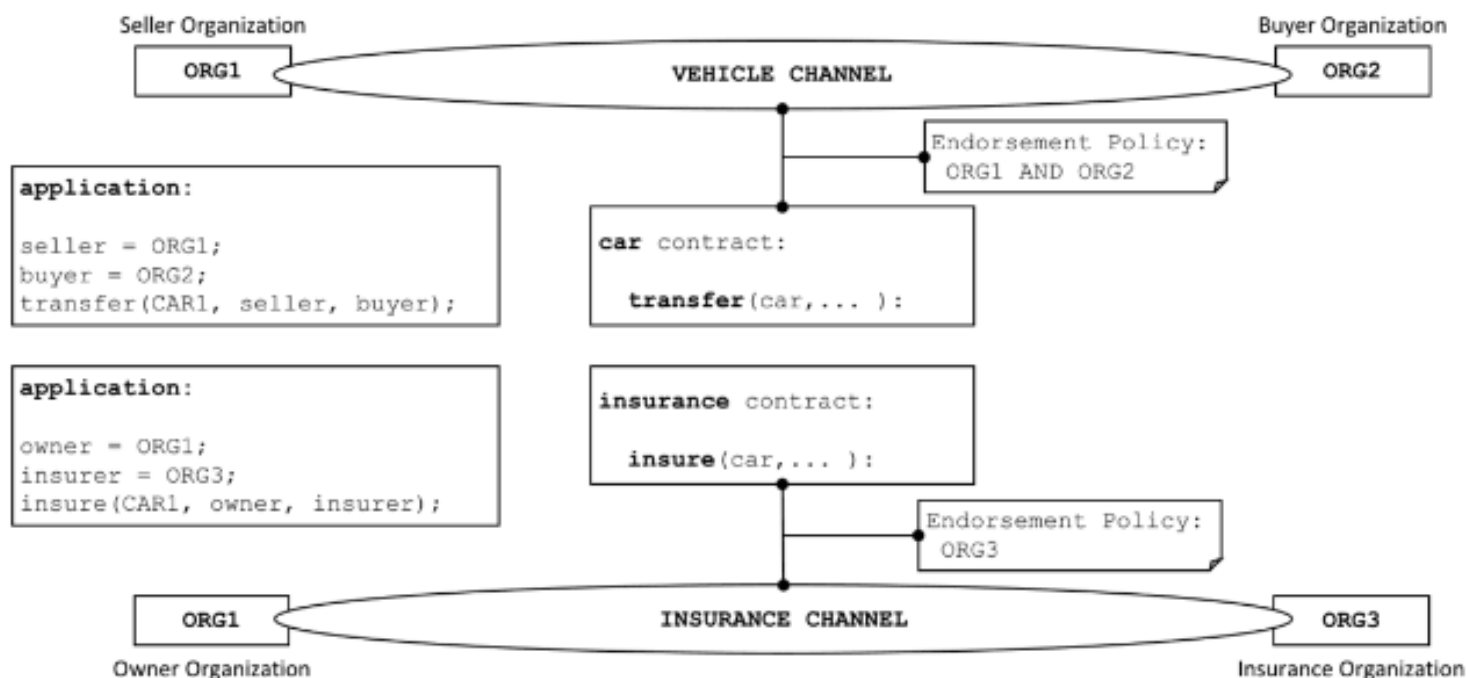 Seller Organization
Buyer Organization
ORG1
VEHICLE CHANNEL
ORG2
Endorsement Policy:
ORG1 AND ORG2
application:
seller = ORG1;
buyer = ORG2;
transfer(CAR1, seller, buyer);
car contract:
transfer(car,... ):
application:
owner = ORG1;
insurer = ORG3;
insure(CAR1, owner, insurer);
insurance contract:
insure(car,... ):
Endorsement Policy:
ORG3
ORG1
INSURANCE CHANNEL
ORG3
Owner Organization
Insurance Organization